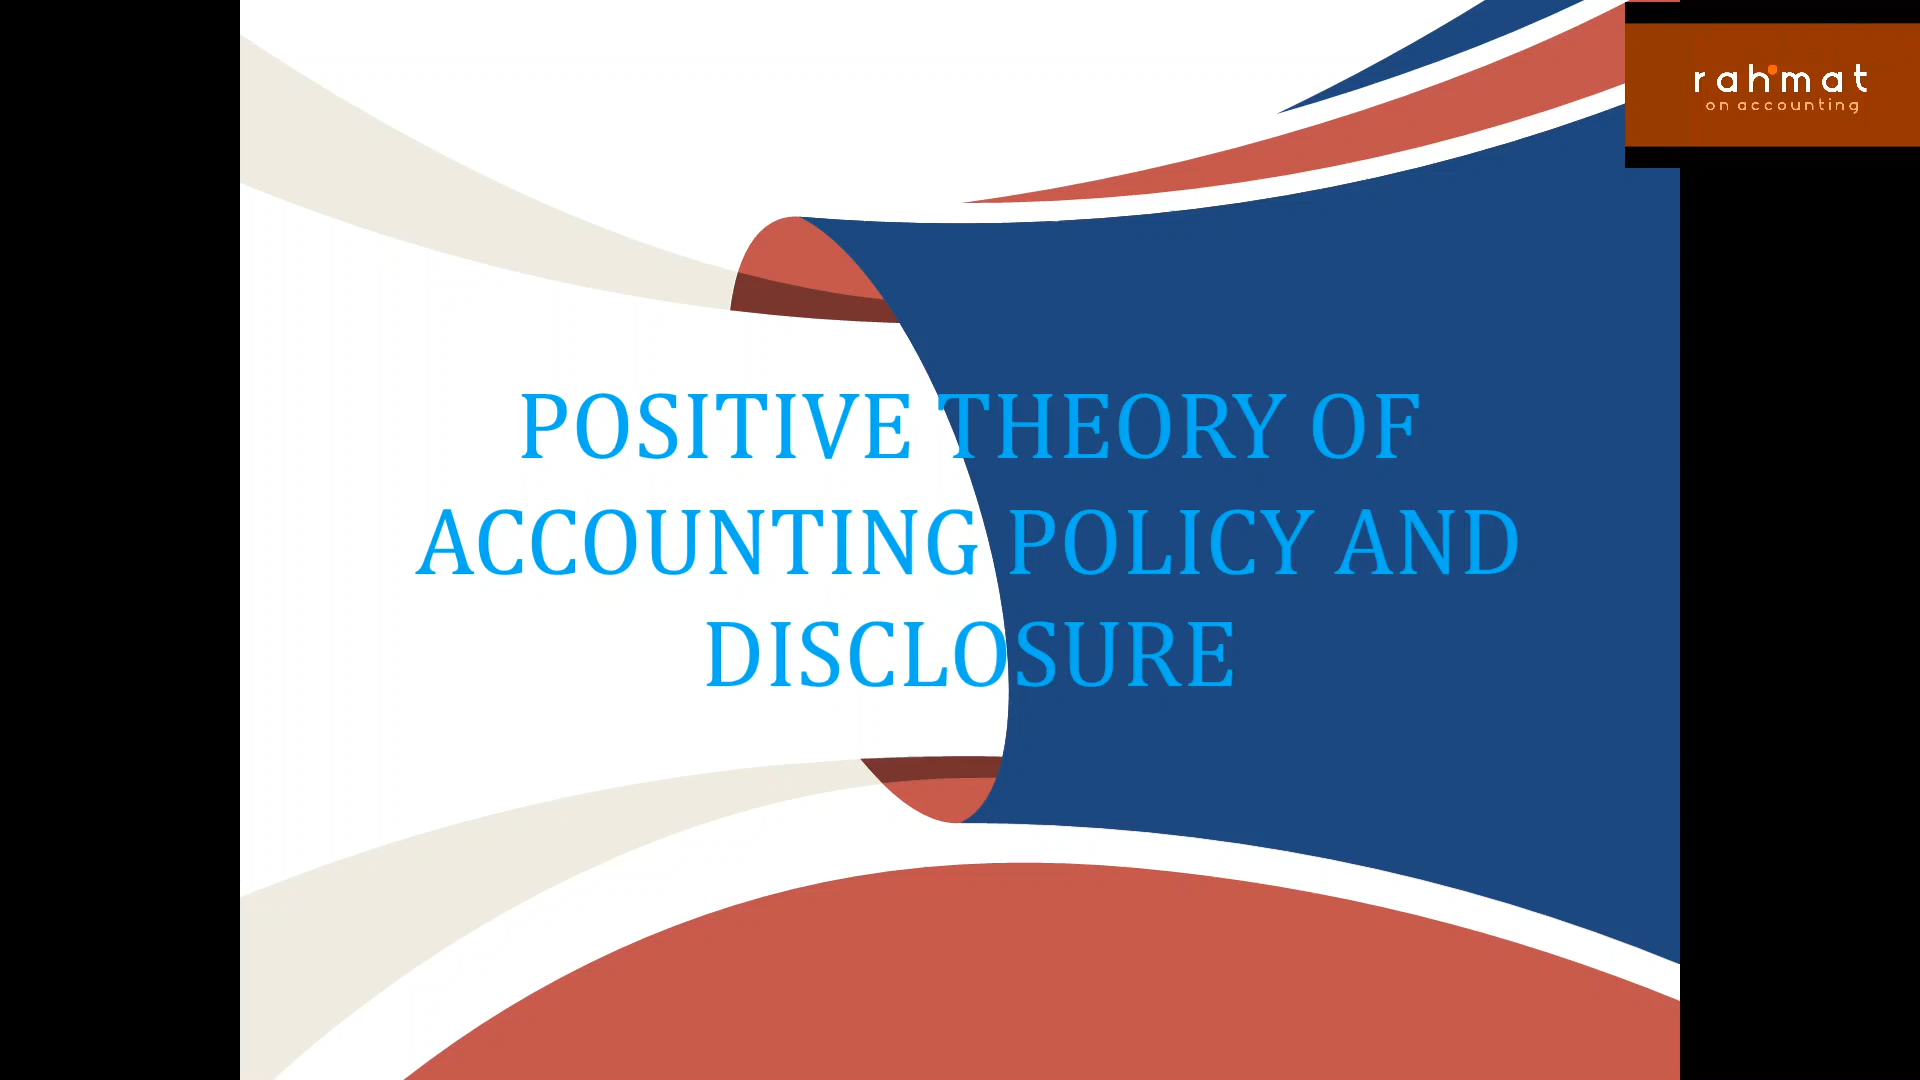 rahmat
on accounting
POSITIVE THEORY OF
ACCOUNTING POLICY AND
DISCLOSURE